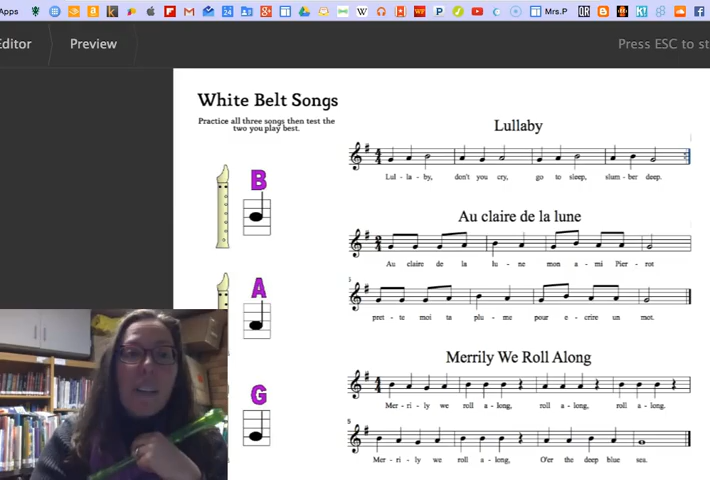 Apps
Mrs.P
QR
Editor
Preview
Press ESC to st
White Belt Songs
Practice all three songs then test the
two you play best.
B
A
G
Lullaby
Lul - la - by, don't you cry, go to sleep, slum - ber deep.
Au claire de la lune
Au claire de la lu - ne mon a - mi Pier - rot
pret - te moi ta plu - me pour e - crire un mot.
Merrily We Roll Along
Mer - ri - ly we roll a - long, roll a - long, roll a - long.
5
Mer - ri - ly we roll a - long, O'er the deep blue sea.